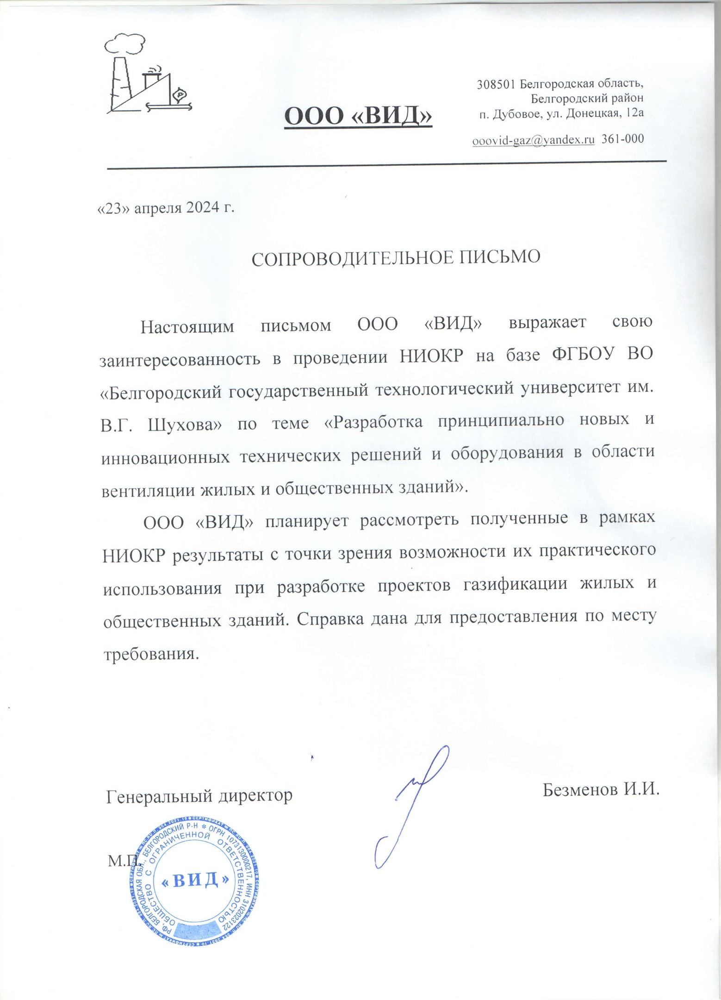 ООО «ВИД»
308501 Белгородская область,
Белгородский район
п. Дубовое, ул. Донецкая, 12а
ooovid-gaz@yandex.ru 361-000
«23» апреля 2024 г.
СОПРОВОДИТЕЛЬНОЕ ПИСЬМО
Настоящим письмом ООО «ВИД» выражает свою
заинтересованность в проведении НИОКР на базе ФГБОУ ВО
«Белгородский государственный технологический университет им.
В.Г. Шухова» по теме «Разработка принципиально новых и
инновационных технических решений и оборудования в области
вентиляции жилых и общественных зданий».
ООО «ВИД» планирует рассмотреть полученные в рамках
НИОКР результаты с точки зрения возможности их практического
использования при разработке проектов газификации жилых и
общественных зданий. Справка дана для предоставления по месту
требования.
Генеральный директор
Безменов И.И.
М.П.
РФ, БЕЛГОРОДСКАЯ ОБЛ., БЕЛГОРОДСКИЙ Р-Н * ОГРН 1073130000217, ИНН 3102023122
ОБЩЕСТВО С ОГРАНИЧЕННОЙ ОТВЕТСТВЕННОСТЬЮ
«ВИД»